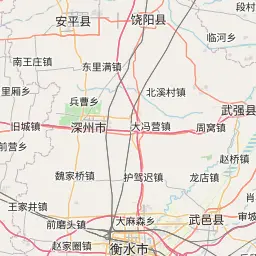 安平县
饶阳县
段村
临河乡
南王庄镇
东里满镇
里厢乡
兵曹乡
北溪村镇
武强县
旧城镇
深州市
大冯营镇
周窝镇
前营乡
赵桥镇
魏家桥镇
护驾迟镇
龙店镇
王家井镇
大麻森乡
武邑县
前磨头镇
赵家圈镇
衡水市